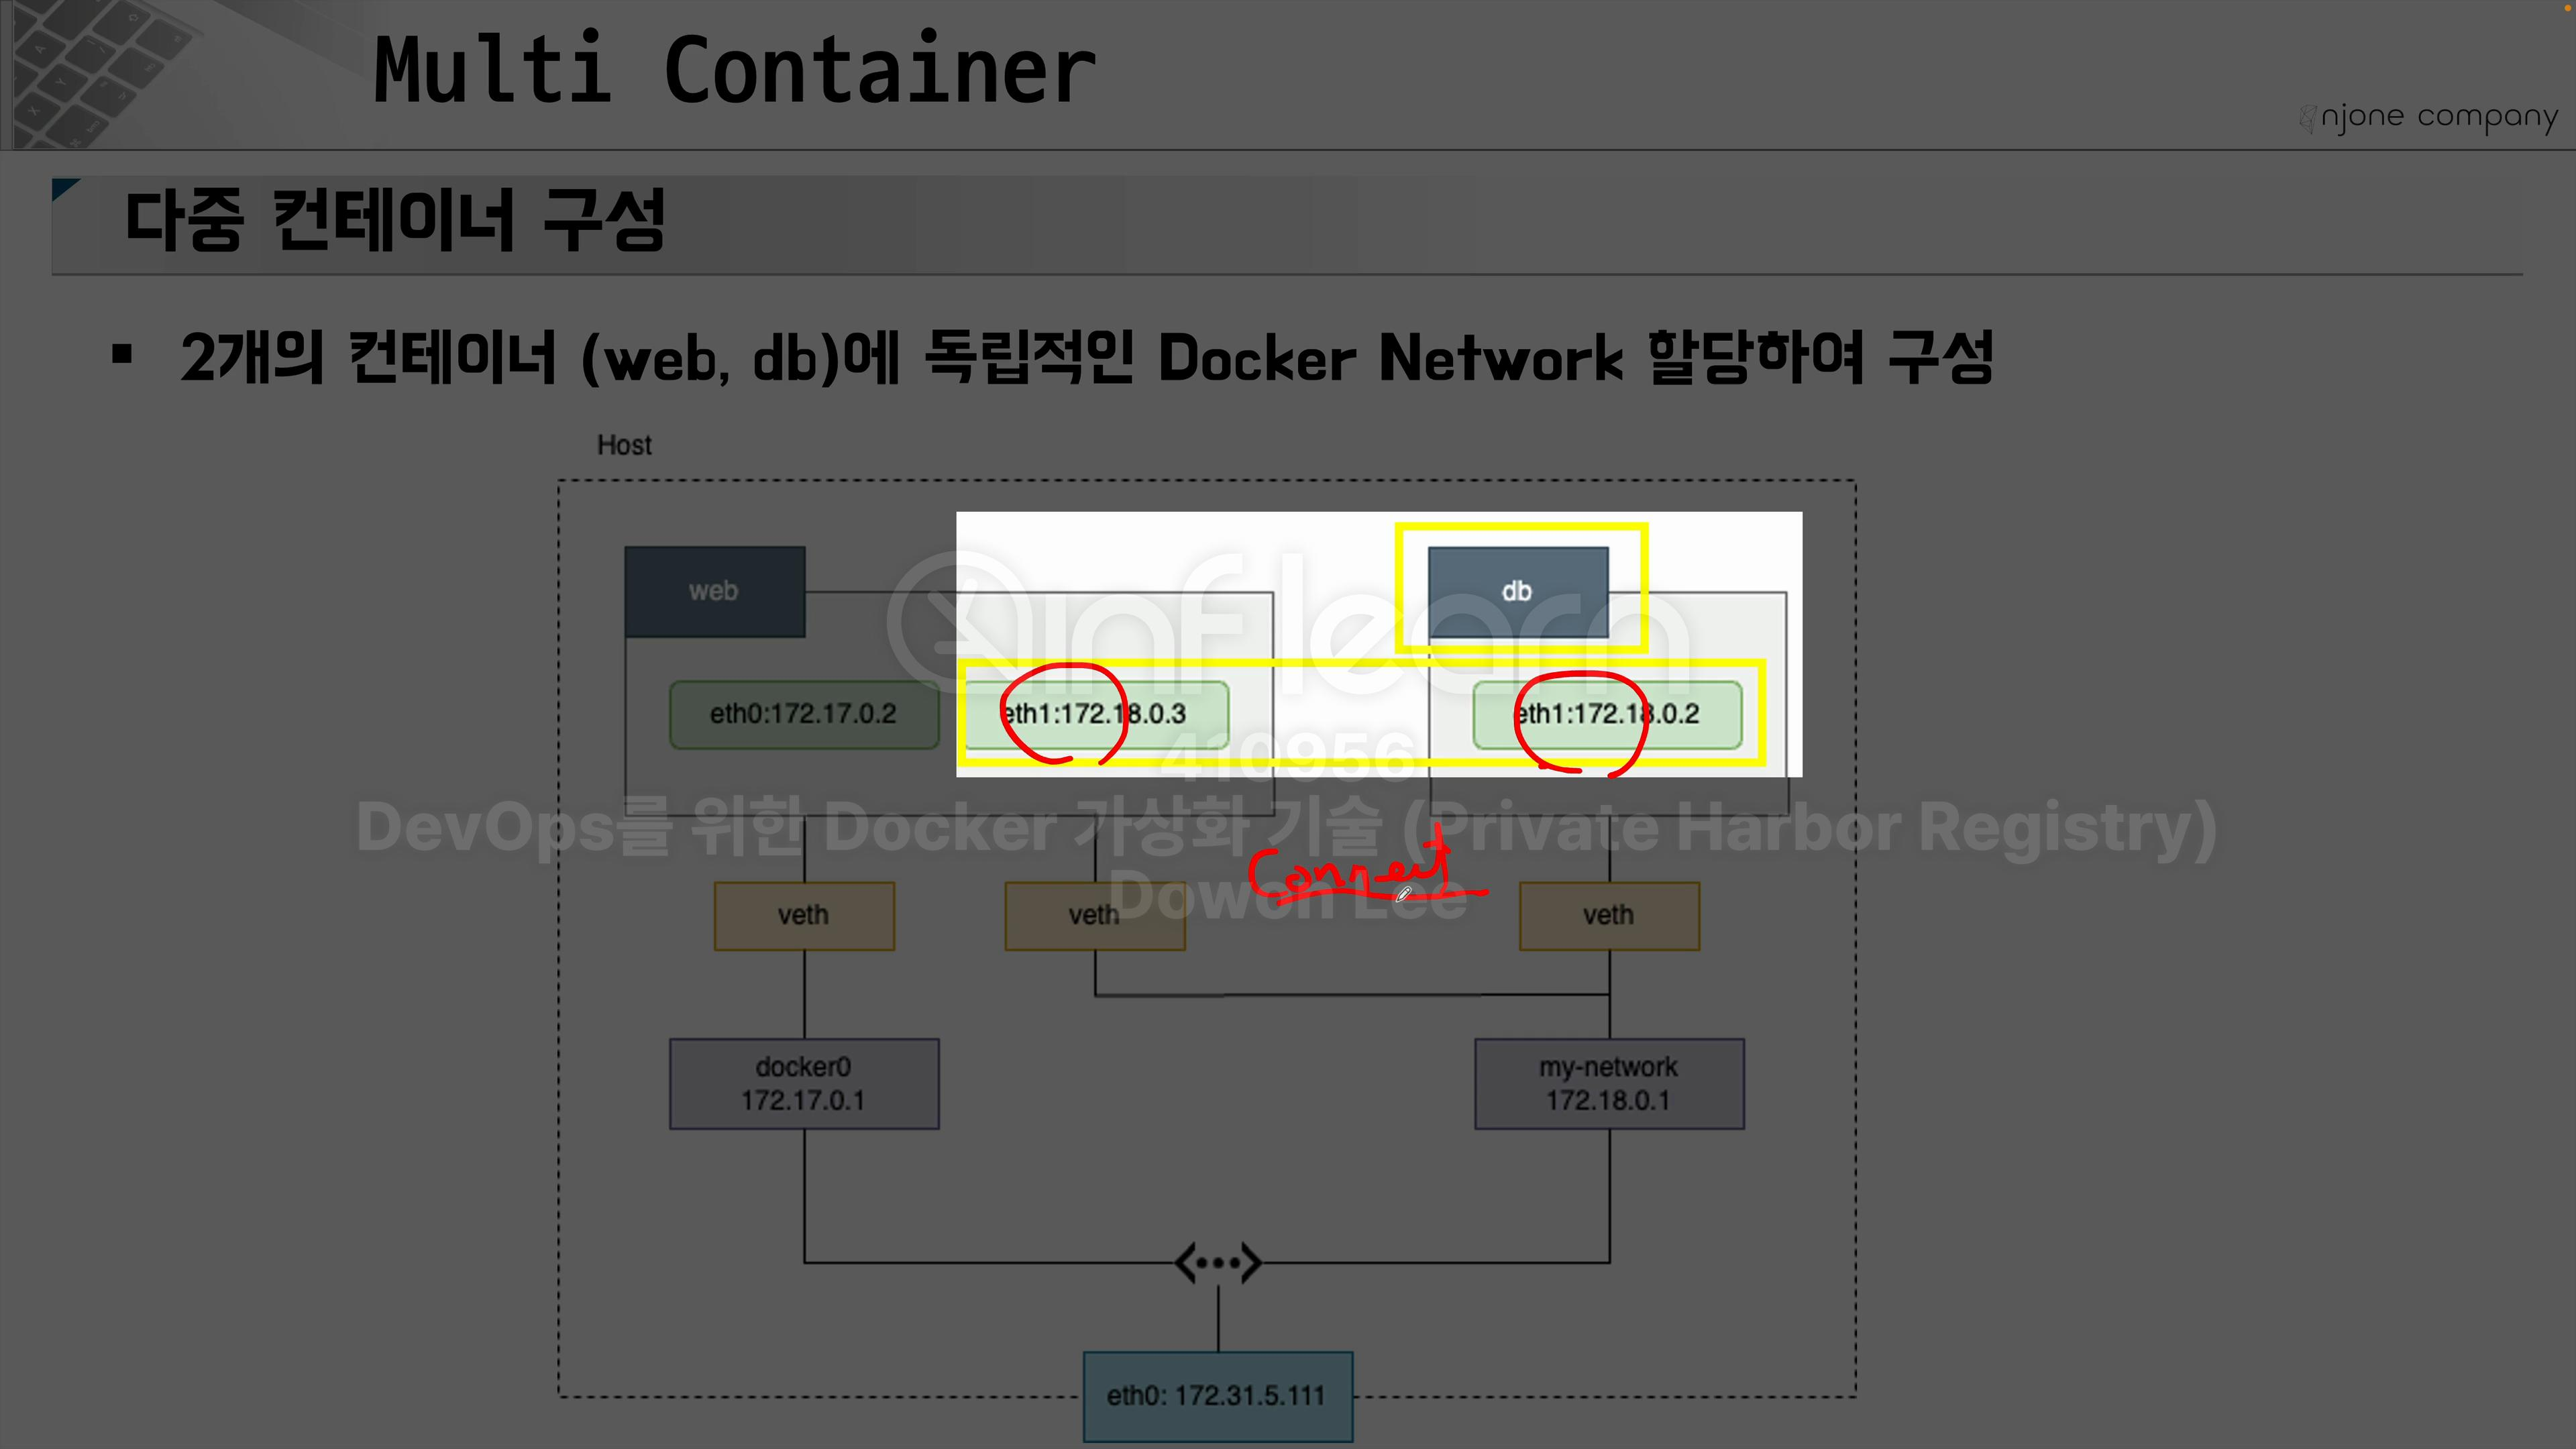 Multi Container
njone company
다중 컨테이너 구성
▪ 2개의 컨테이너 (web, db)에 독립적인 Docker Network 할당하여 구성
Host
web
db
inflearn
eth0:172.17.0.2
eth1:172.18.0.3
eth1:172.18.0.2
410956
DevOps를 위한 Docker 가상화 기술 (Private Harbor Registry)
Connect
Dowon Lee
veth
veth
veth
docker0
172.17.0.1
my-network
172.18.0.1
eth0: 172.31.5.111